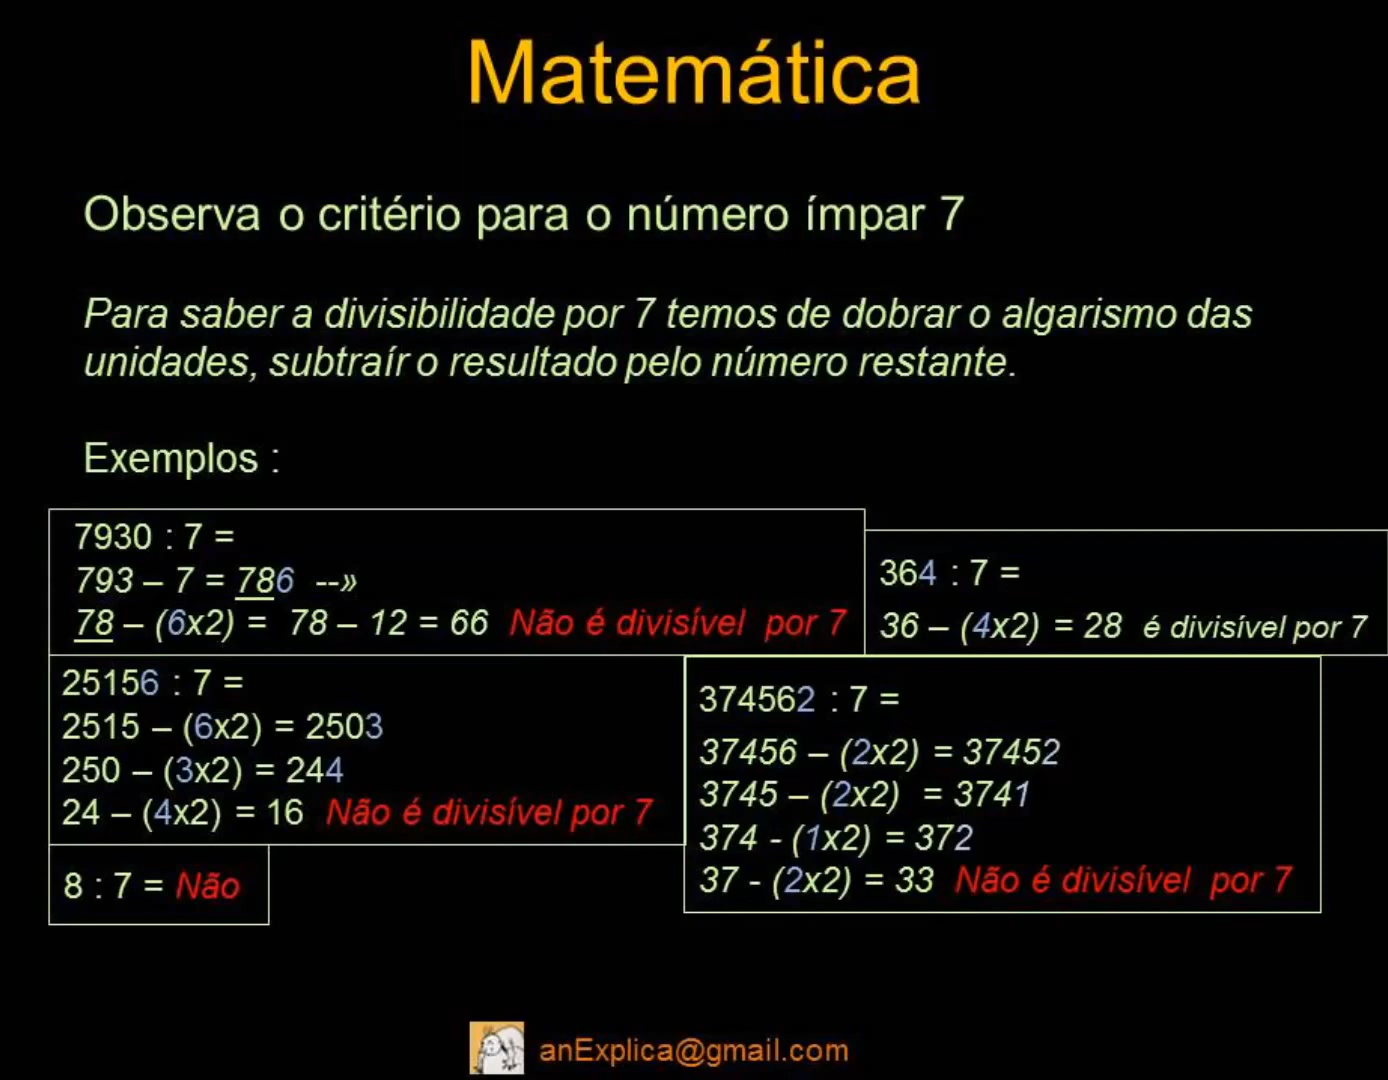 Matemática
Observa o critério para o número ímpar 7
Para saber a divisibilidade por 7 temos de dobrar o algarismo das
unidades, subtraír o resultado pelo número restante.
Exemplos :
7930 : 7 =
793 – 7 = 786 --»
78 – (6x2) = 78 – 12 = 66 Não é divisível por 7
364 : 7 =
36 – (4x2) = 28 é divisível por 7
25156 : 7 =
2515 – (6x2) = 2503
250 – (3x2) = 244
24 – (4x2) = 16 Não é divisível por 7
374562 : 7 =
37456 – (2x2) = 37452
3745 – (2x2) = 3741
374 - (1x2) = 372
37 - (2x2) = 33 Não é divisível por 7
8 : 7 = Não
anExplica@gmail.com